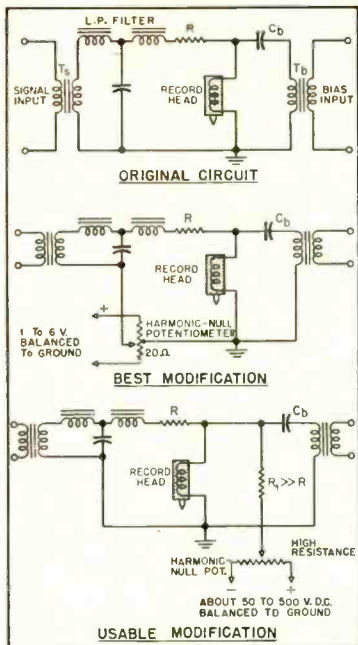 L.P. FILTER
Ts
R
Cb
Tb
SIGNAL
INPUT
RECORD
HEAD
BIAS
INPUT
ORIGINAL CIRCUIT
R
Cb
RECORD
HEAD
1 TO 6 V.
BALANCED
TO GROUND
+
HARMONIC-NULL
POTENTIOMETER
20Ω
-
BEST MODIFICATION
R
Cb
RECORD
HEAD
R1 >> R
HIGH
RESISTANCE
HARMONIC-
NULL POT.
- +
ABOUT 50 TO 500 V. D.C.
BALANCED TO GROUND
USABLE MODIFICATION